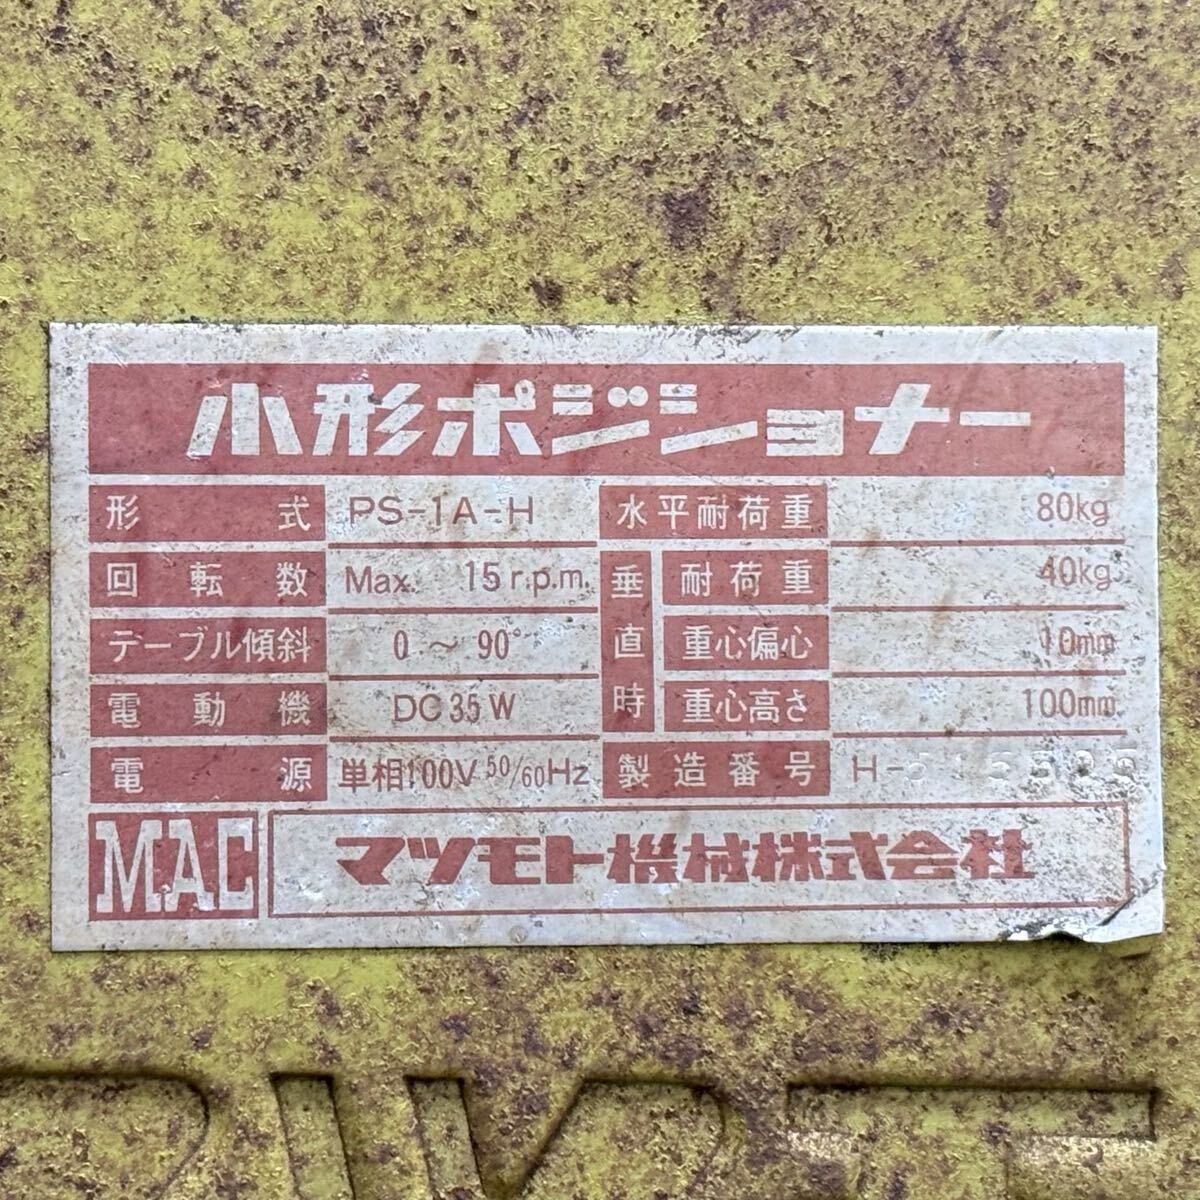 小形ポジショナー
形式 PS-1A-H 水平耐荷重 80kg
回転数 Max. 15r.p.m. 垂直時 耐荷重 40kg
テーブル傾斜 0～90° 重心偏心 10mm
電動機 DC35W 重心高さ 100mm
電源 単相100V 50/60Hz 製造番号 H-
MAC マツモト機械株式会社